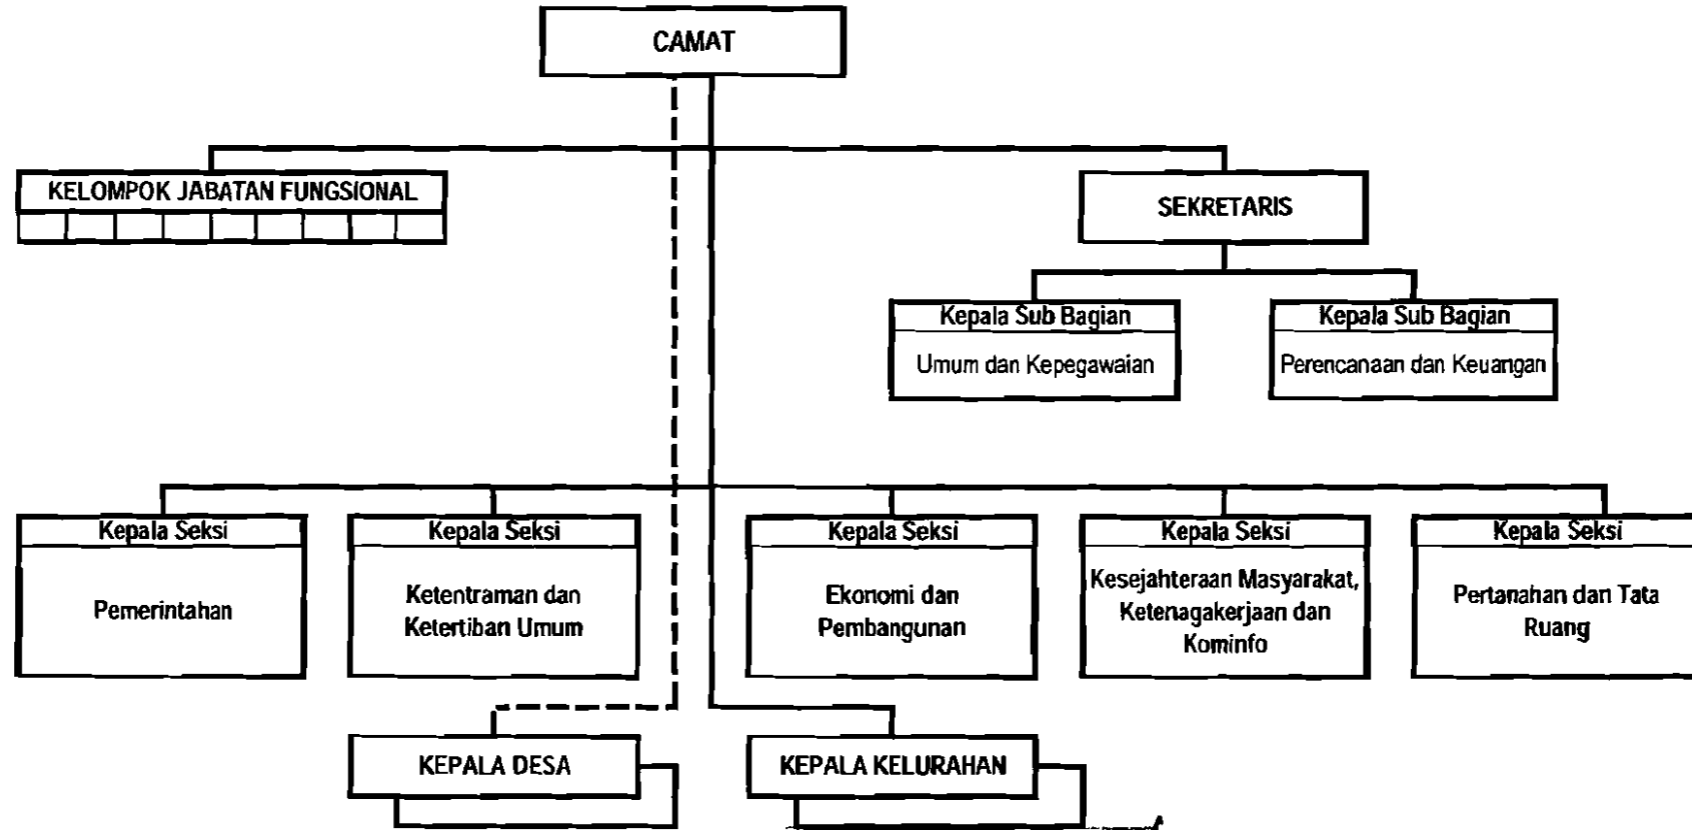 CAMAT
KELOMPOK JABATAN FUNGSIONAL
SEKRETARIS
Kepala Sub Bagian
Umum dan Kepegawaian
Kepala Sub Bagian
Perencanaan dan Keuangan
Kepala Seksi
Pemerintahan
Kepala Seksi
Ketentraman dan
Ketertiban Umum
Kepala Seksi
Ekonomi dan
Pembangunan
Kepala Seksi
Kesejahteraan Masyarakat,
Ketenagakerjaan dan
Kominfo
Kepala Seksi
Pertanahan dan Tata
Ruang
KEPALA DESA
KEPALA KELURAHAN